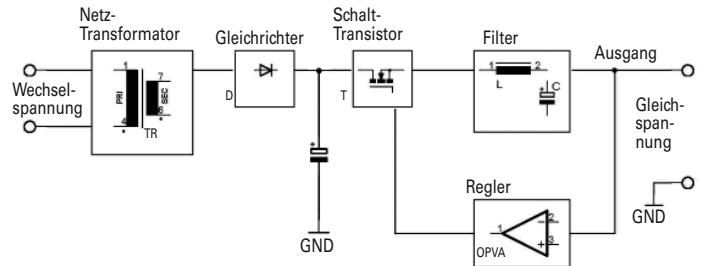 Netz-
Transformator
Gleichrichter
Schalt-
Transistor
Filter
Ausgang
Wechsel-
spannung
1
PRI
4
7
SEC
6
TR
D
T
1
2
L
C
+
Gleich-
span-
nung
+
GND
Regler
1
2
-
3
+
OPVA
GND